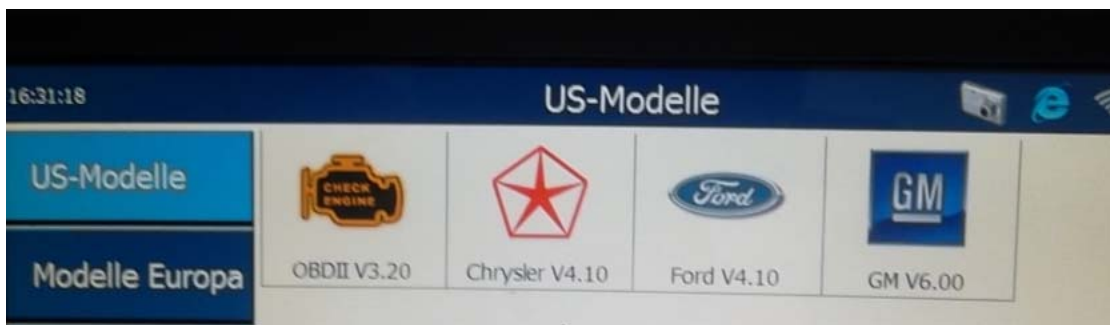 16:31:18
US-Modelle
US-Modelle
CHECK
ENGINE
Ford
GM
OBDII V3.20
Chrysler V4.10
Ford V4.10
GM V6.00
Modelle Europa